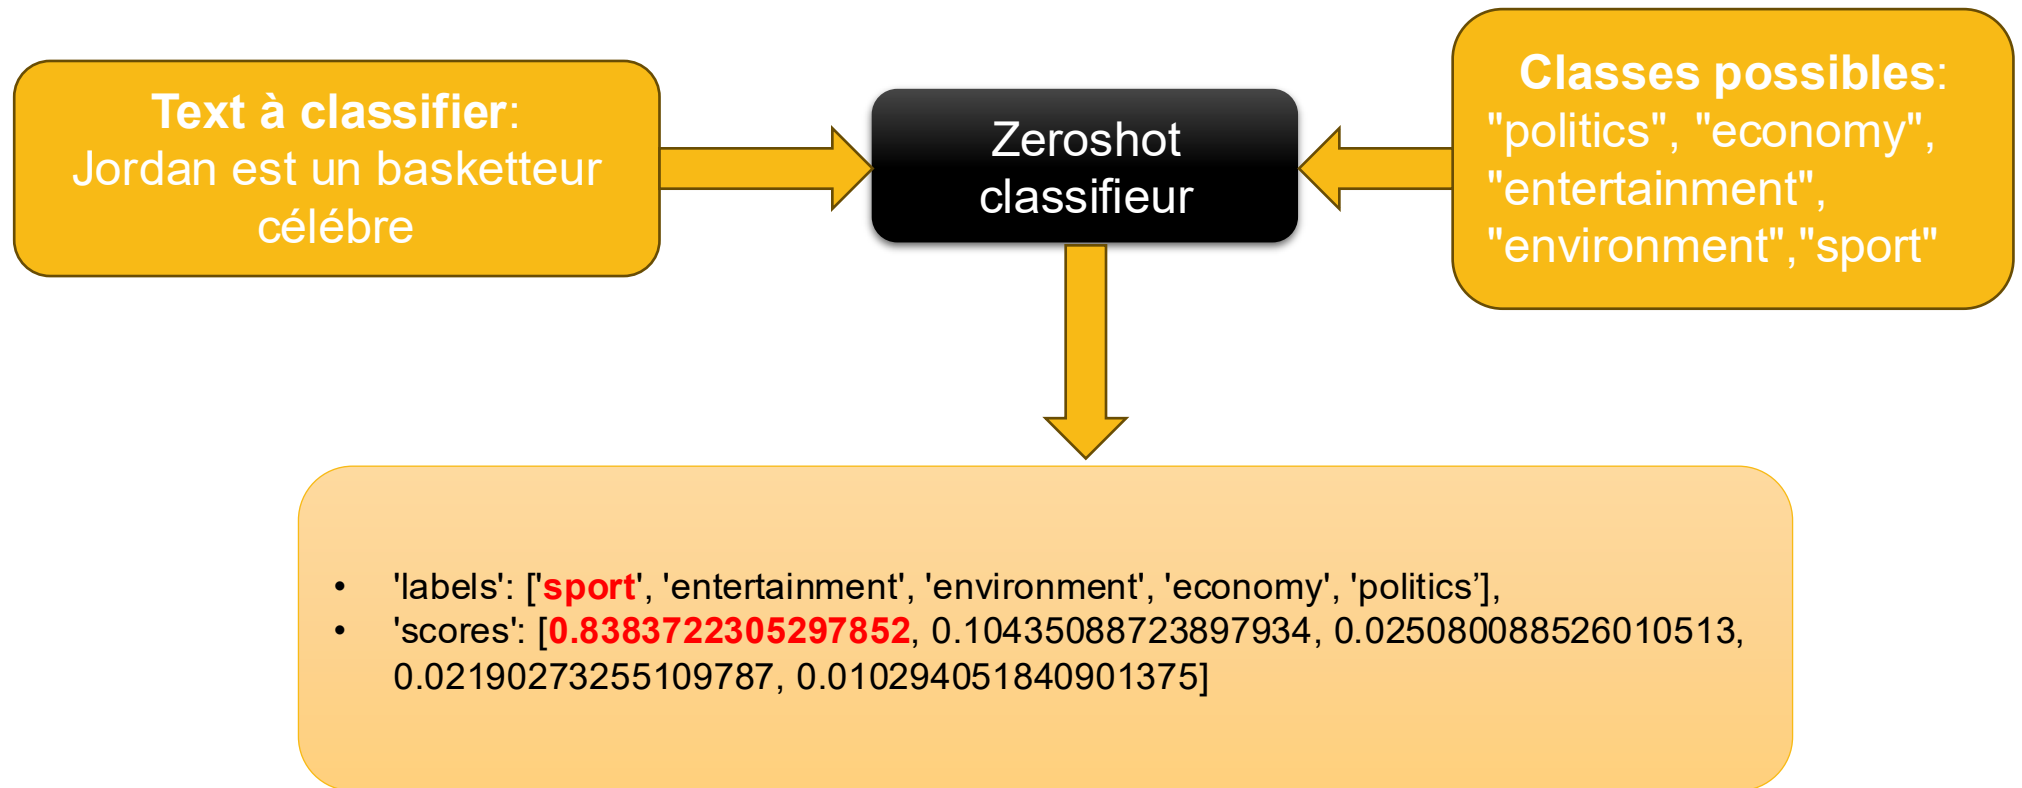 Text à classifier:
Jordan est un basketteur
célébre
Zeroshot
classifieur
Classes possibles:
"politics", "economy",
"entertainment",
"environment","sport"
• 'labels': ['sport', 'entertainment', 'environment', 'economy', 'politics’],
• 'scores': [0.8383722305297852, 0.10435088723897934, 0.025080088526010513,
0.02190273255109787, 0.010294051840901375]